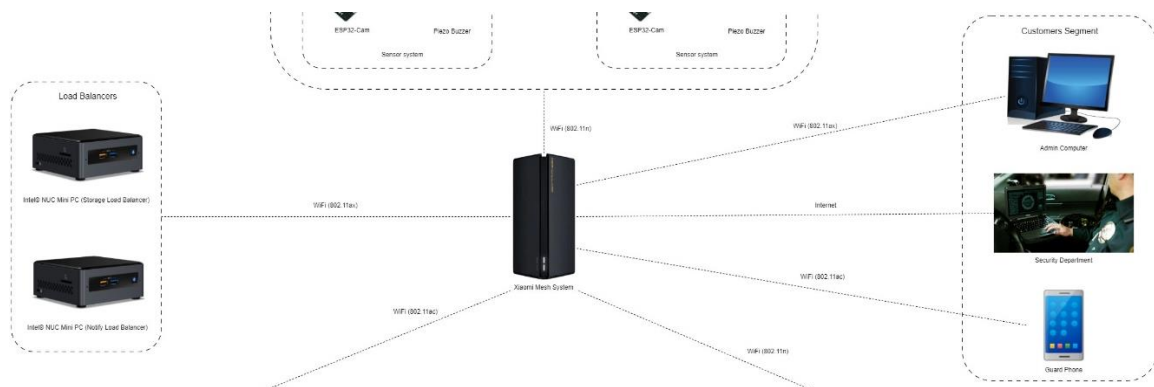 ESP32-Cam
Piezo Buzzer
Sensor system
ESP32-Cam
Piezo Buzzer
Sensor system
Customers Segment
Load Balancers
WiFi (802.11n)
WiFi (802.11ax)
Admin Computer
Intel® NUC Mini PC (Storage Load Balancer)
WiFi (802.11ax)
Internet
Security Department
WiFi (802.11ac)
Xiaomi Mesh System
WiFi (802.11ac)
Intel® NUC Mini PC (Notify Load Balancer)
WiFi (802.11n)
Guard Phone